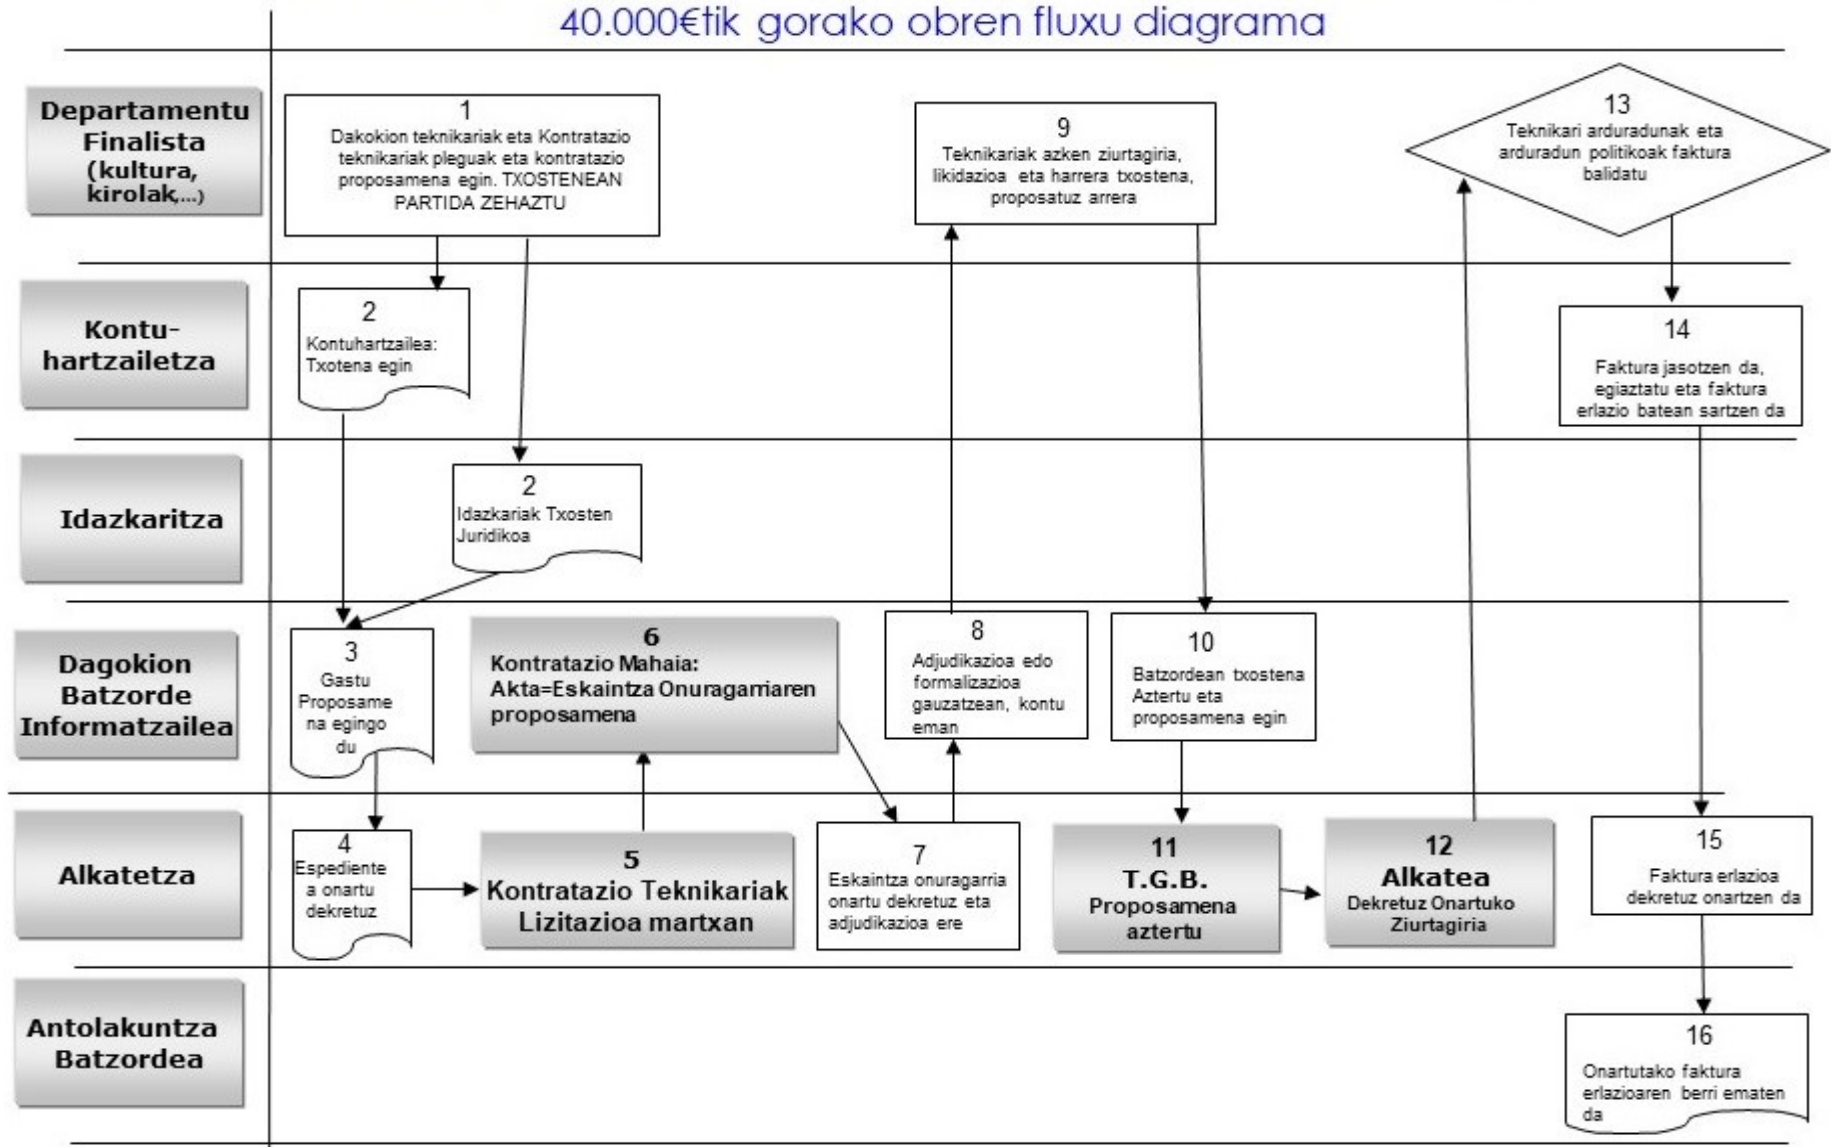 40.000€tik gorako obren fluxu diagrama
Departamentu
Finalista
(kultura,
kirolak,...)
1
Dakokion teknikariak eta Kontratazio
teknikariak pleguak eta kontratazio
proposamena egin. TXOSTENEAN
PARTIDA ZEHAZTU
9
Teknikariak azken ziurtagiria,
likidazioa eta harrera txostena,
proposatuz arrera
13
Teknikari arduradunak eta
arduradun politikoak faktura
balidatu
Kontu-
hartzailetza
2
Kontuhartzailea:
Txotena egin
14
Faktura jasotzen da,
egiaztatu eta faktura
erlazio batean sartzen da
Idazkaritza
2
Idazkariak Txosten
Juridikoa
Dagokion
Batzorde
Informatzailea
3
Gastu
Proposame
na egingo
du
6
Kontratazio Mahaia:
Akta=Eskaintza Onuragarriaren
proposamena
8
Adjudikazioa edo
formalizazioa
gauzatzean, kontu
eman
10
Batzordean txostena
Aztertu eta
proposamena egin
Alkatetza
4
Espediente
a onartu
dekretuz
5
Kontratazio Teknikariak
Lizitazioa martxan
7
Eskaintza onuragarria
onartu dekretuz eta
adjudikazioa ere
11
T.G.B.
Proposamena
aztertu
12
Alkatea
Dekretuz Onartuko
Ziurtagiria
15
Faktura erlazioa
dekretuz onartzen da
Antolakuntza
Batzordea
16
Onartutako faktura
erlazioaren berri ematen
da